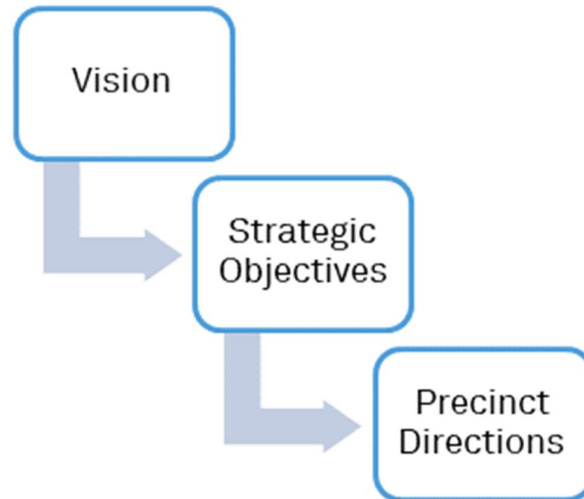 Vision
Strategic
Objectives
Precinct
Directions